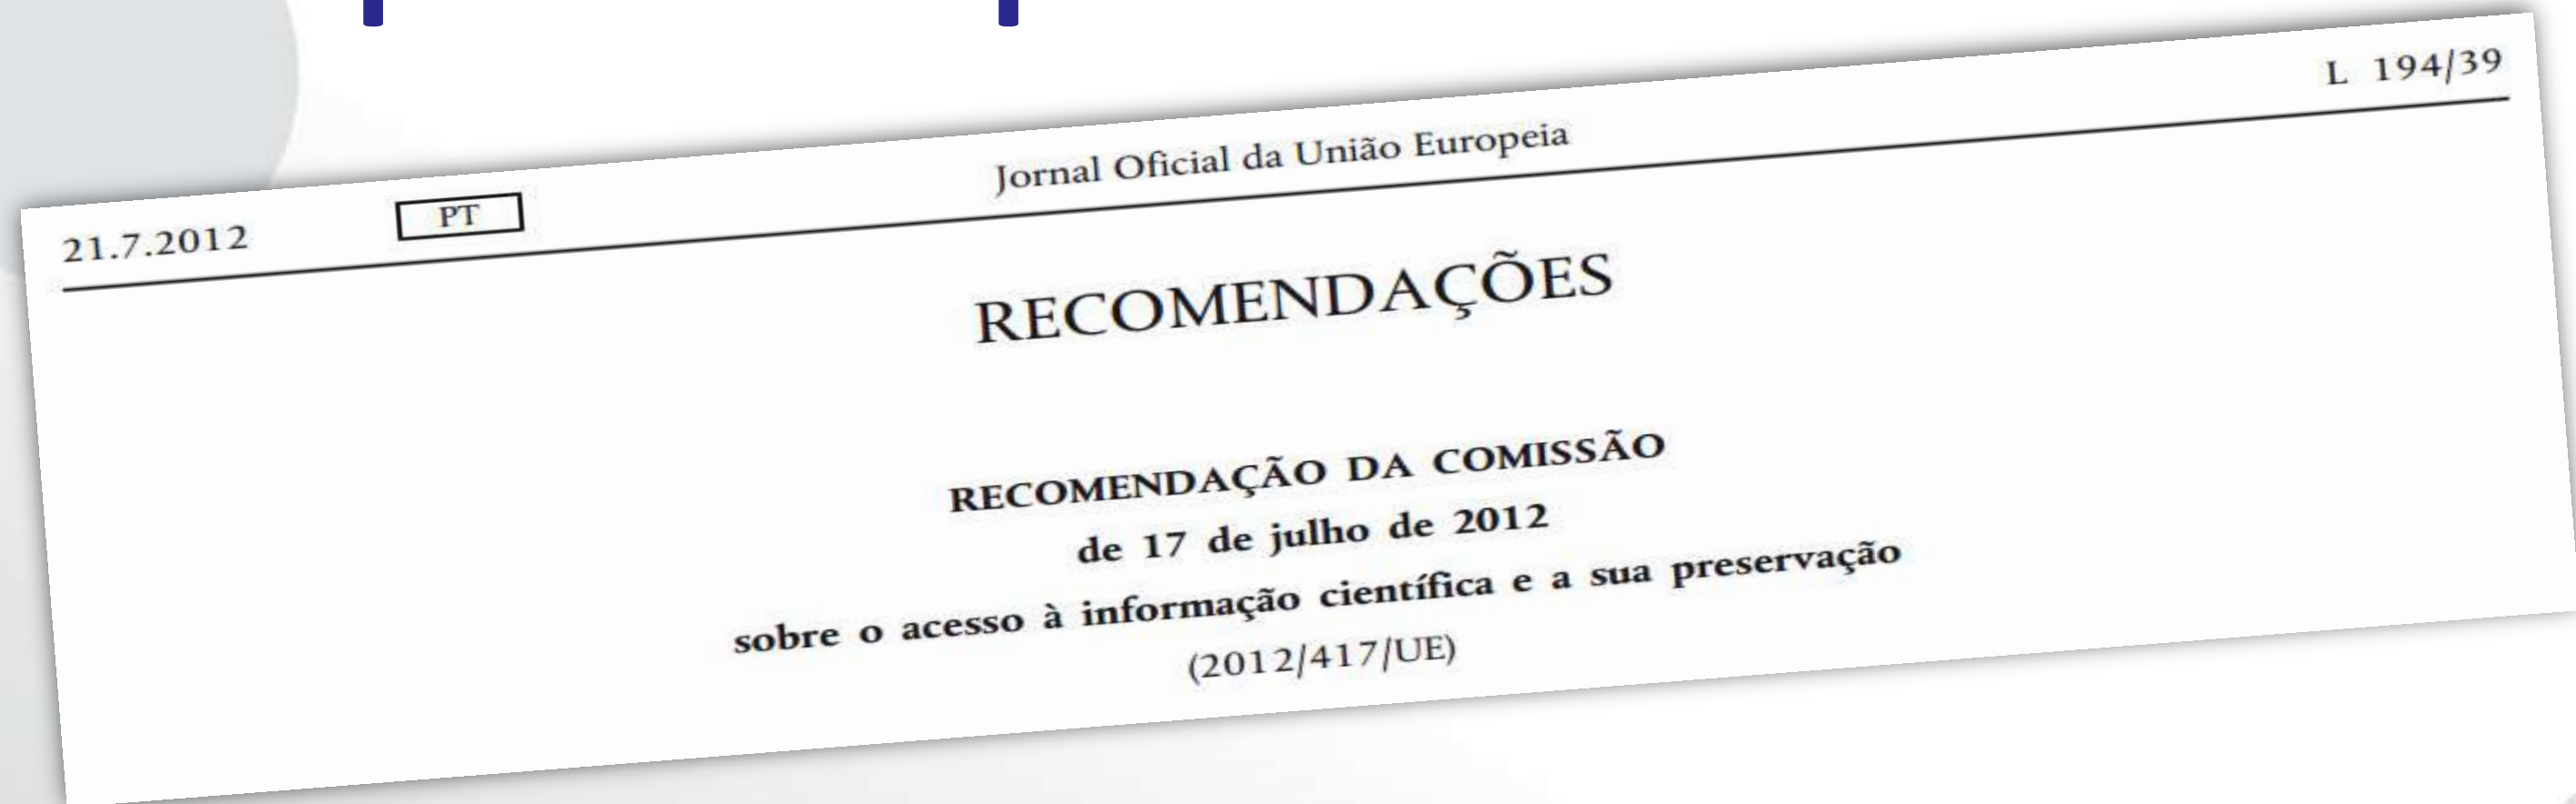 21.7.2012 PT Jornal Oficial da União Europeia L 194/39
RECOMENDAÇÕES
RECOMENDAÇÃO DA COMISSÃO
de 17 de julho de 2012
sobre o acesso à informação científica e a sua preservação
(2012/417/UE)